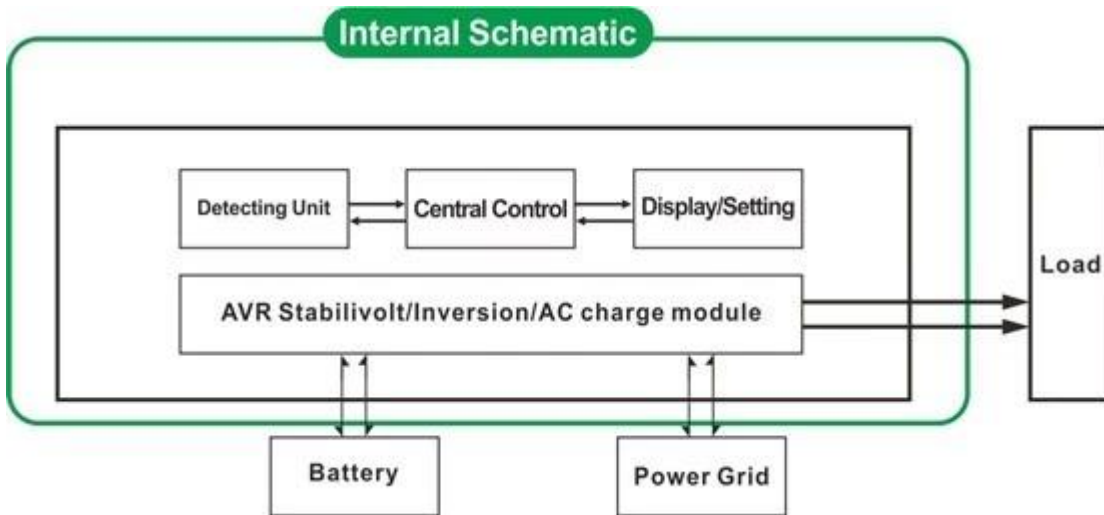 Internal Schematic
Detecting Unit
Central Control
Display/Setting
AVR Stabilivolt/Inversion/AC charge module
Load
Battery
Power Grid